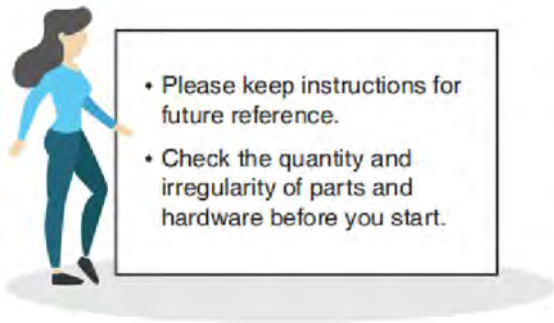 • Please keep instructions for
future reference.
• Check the quantity and
irregularity of parts and
hardware before you start.